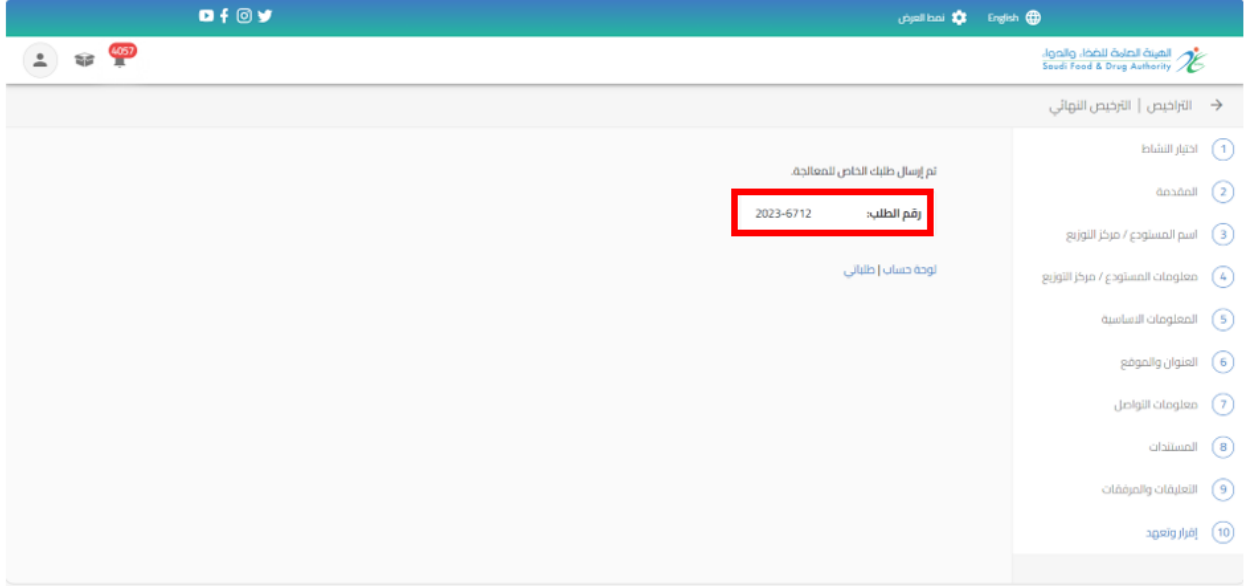 English نمط العرض
4057
الهيئة العامة للغذاء والدواء
Saudi Food & Drug Authority
التراخيص | الترخيص النهائي
1 اختيار النشاط
2 المقدمة
3 اسم المستودع / مركز التوزيع
4 معلومات المستودع / مركز التوزيع
5 المعلومات الاساسية
6 العنوان والموقع
7 معلومات التواصل
8 المستندات
9 التعليقات والمرفقات
10 إقرار وتعهد
تم إرسال طلبك الخاص للمعالجة.
رقم الطلب: 2023-6712
لوحة حساب | طلباتي